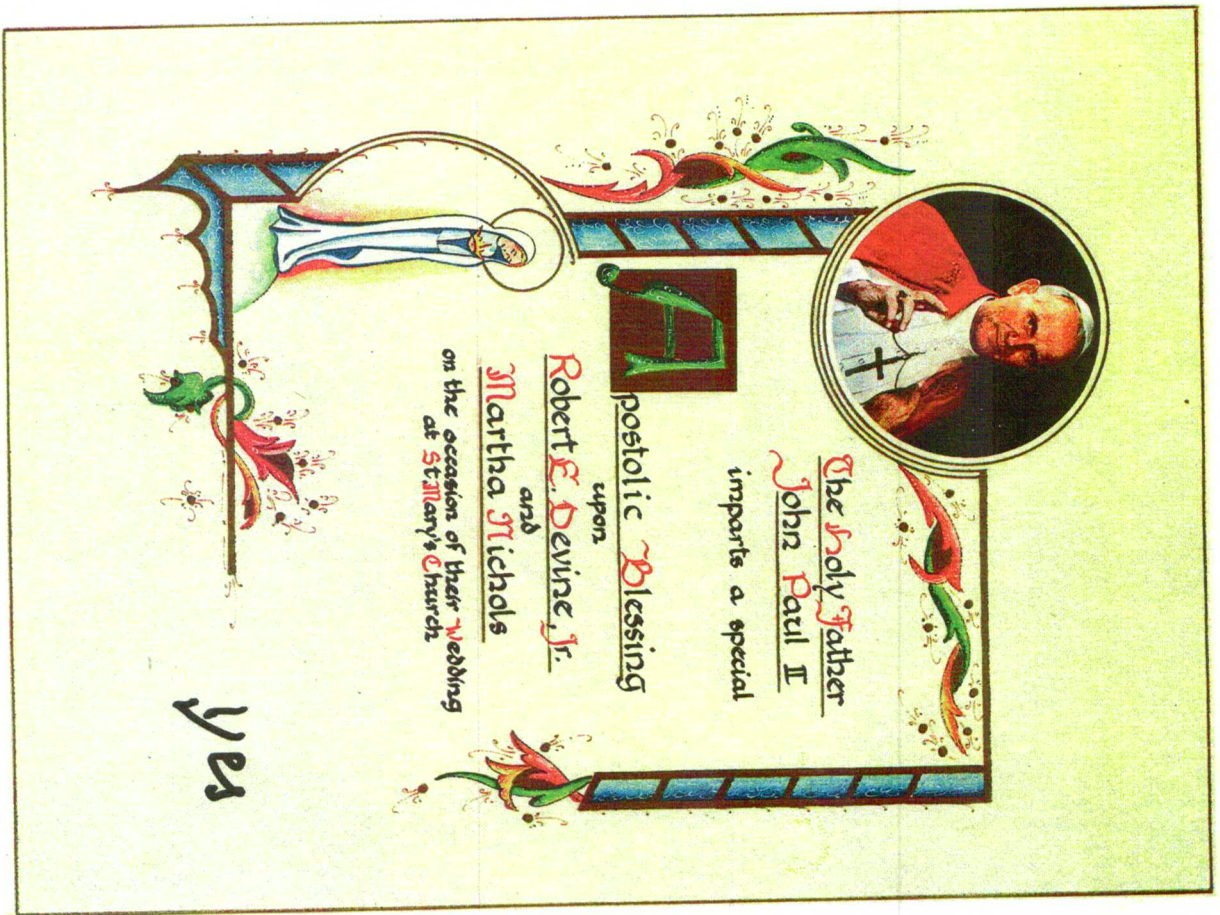 The Holy Father
John Paul II
imparts a special
Apostolic Blessing
upon
Robert E. Devine, Jr.
and
Martha Nichols
on the occasion of their Wedding
at St. Mary's Church
yes